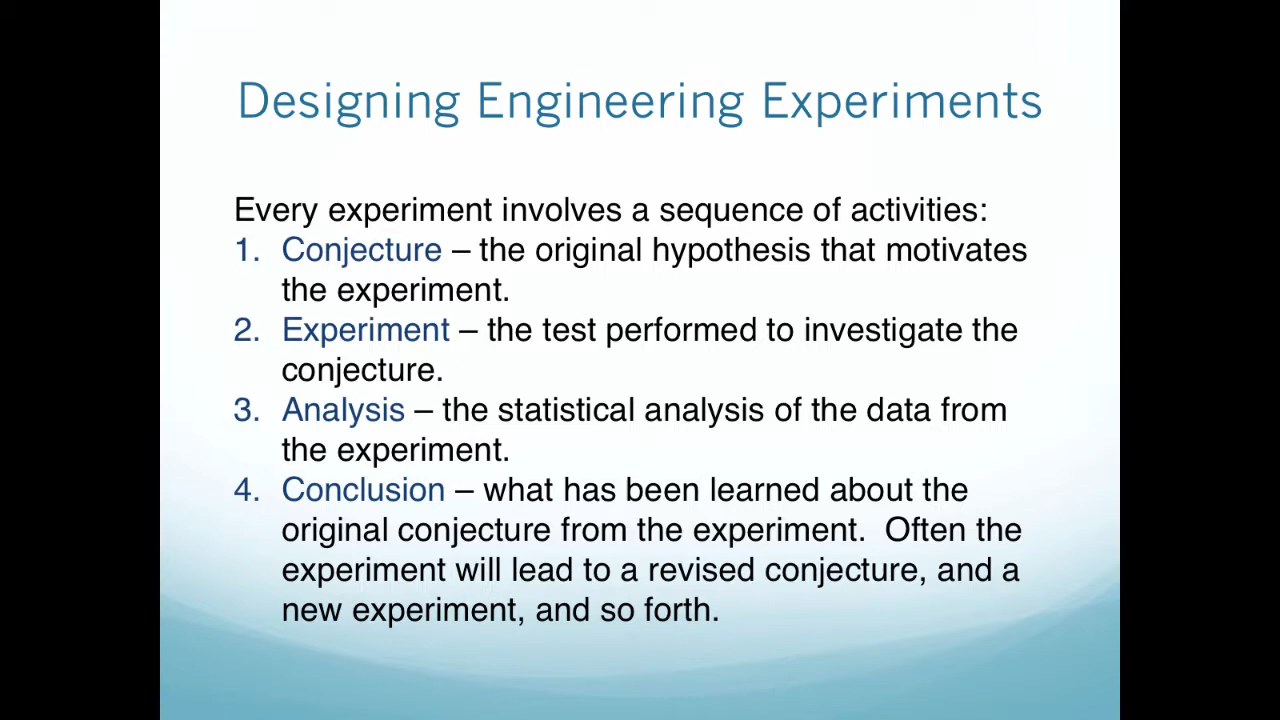 Designing Engineering Experiments
Every experiment involves a sequence of activities:
1. Conjecture – the original hypothesis that motivates
the experiment.
2. Experiment – the test performed to investigate the
conjecture.
3. Analysis – the statistical analysis of the data from
the experiment.
4. Conclusion – what has been learned about the
original conjecture from the experiment.  Often the
experiment will lead to a revised conjecture, and a
new experiment, and so forth.